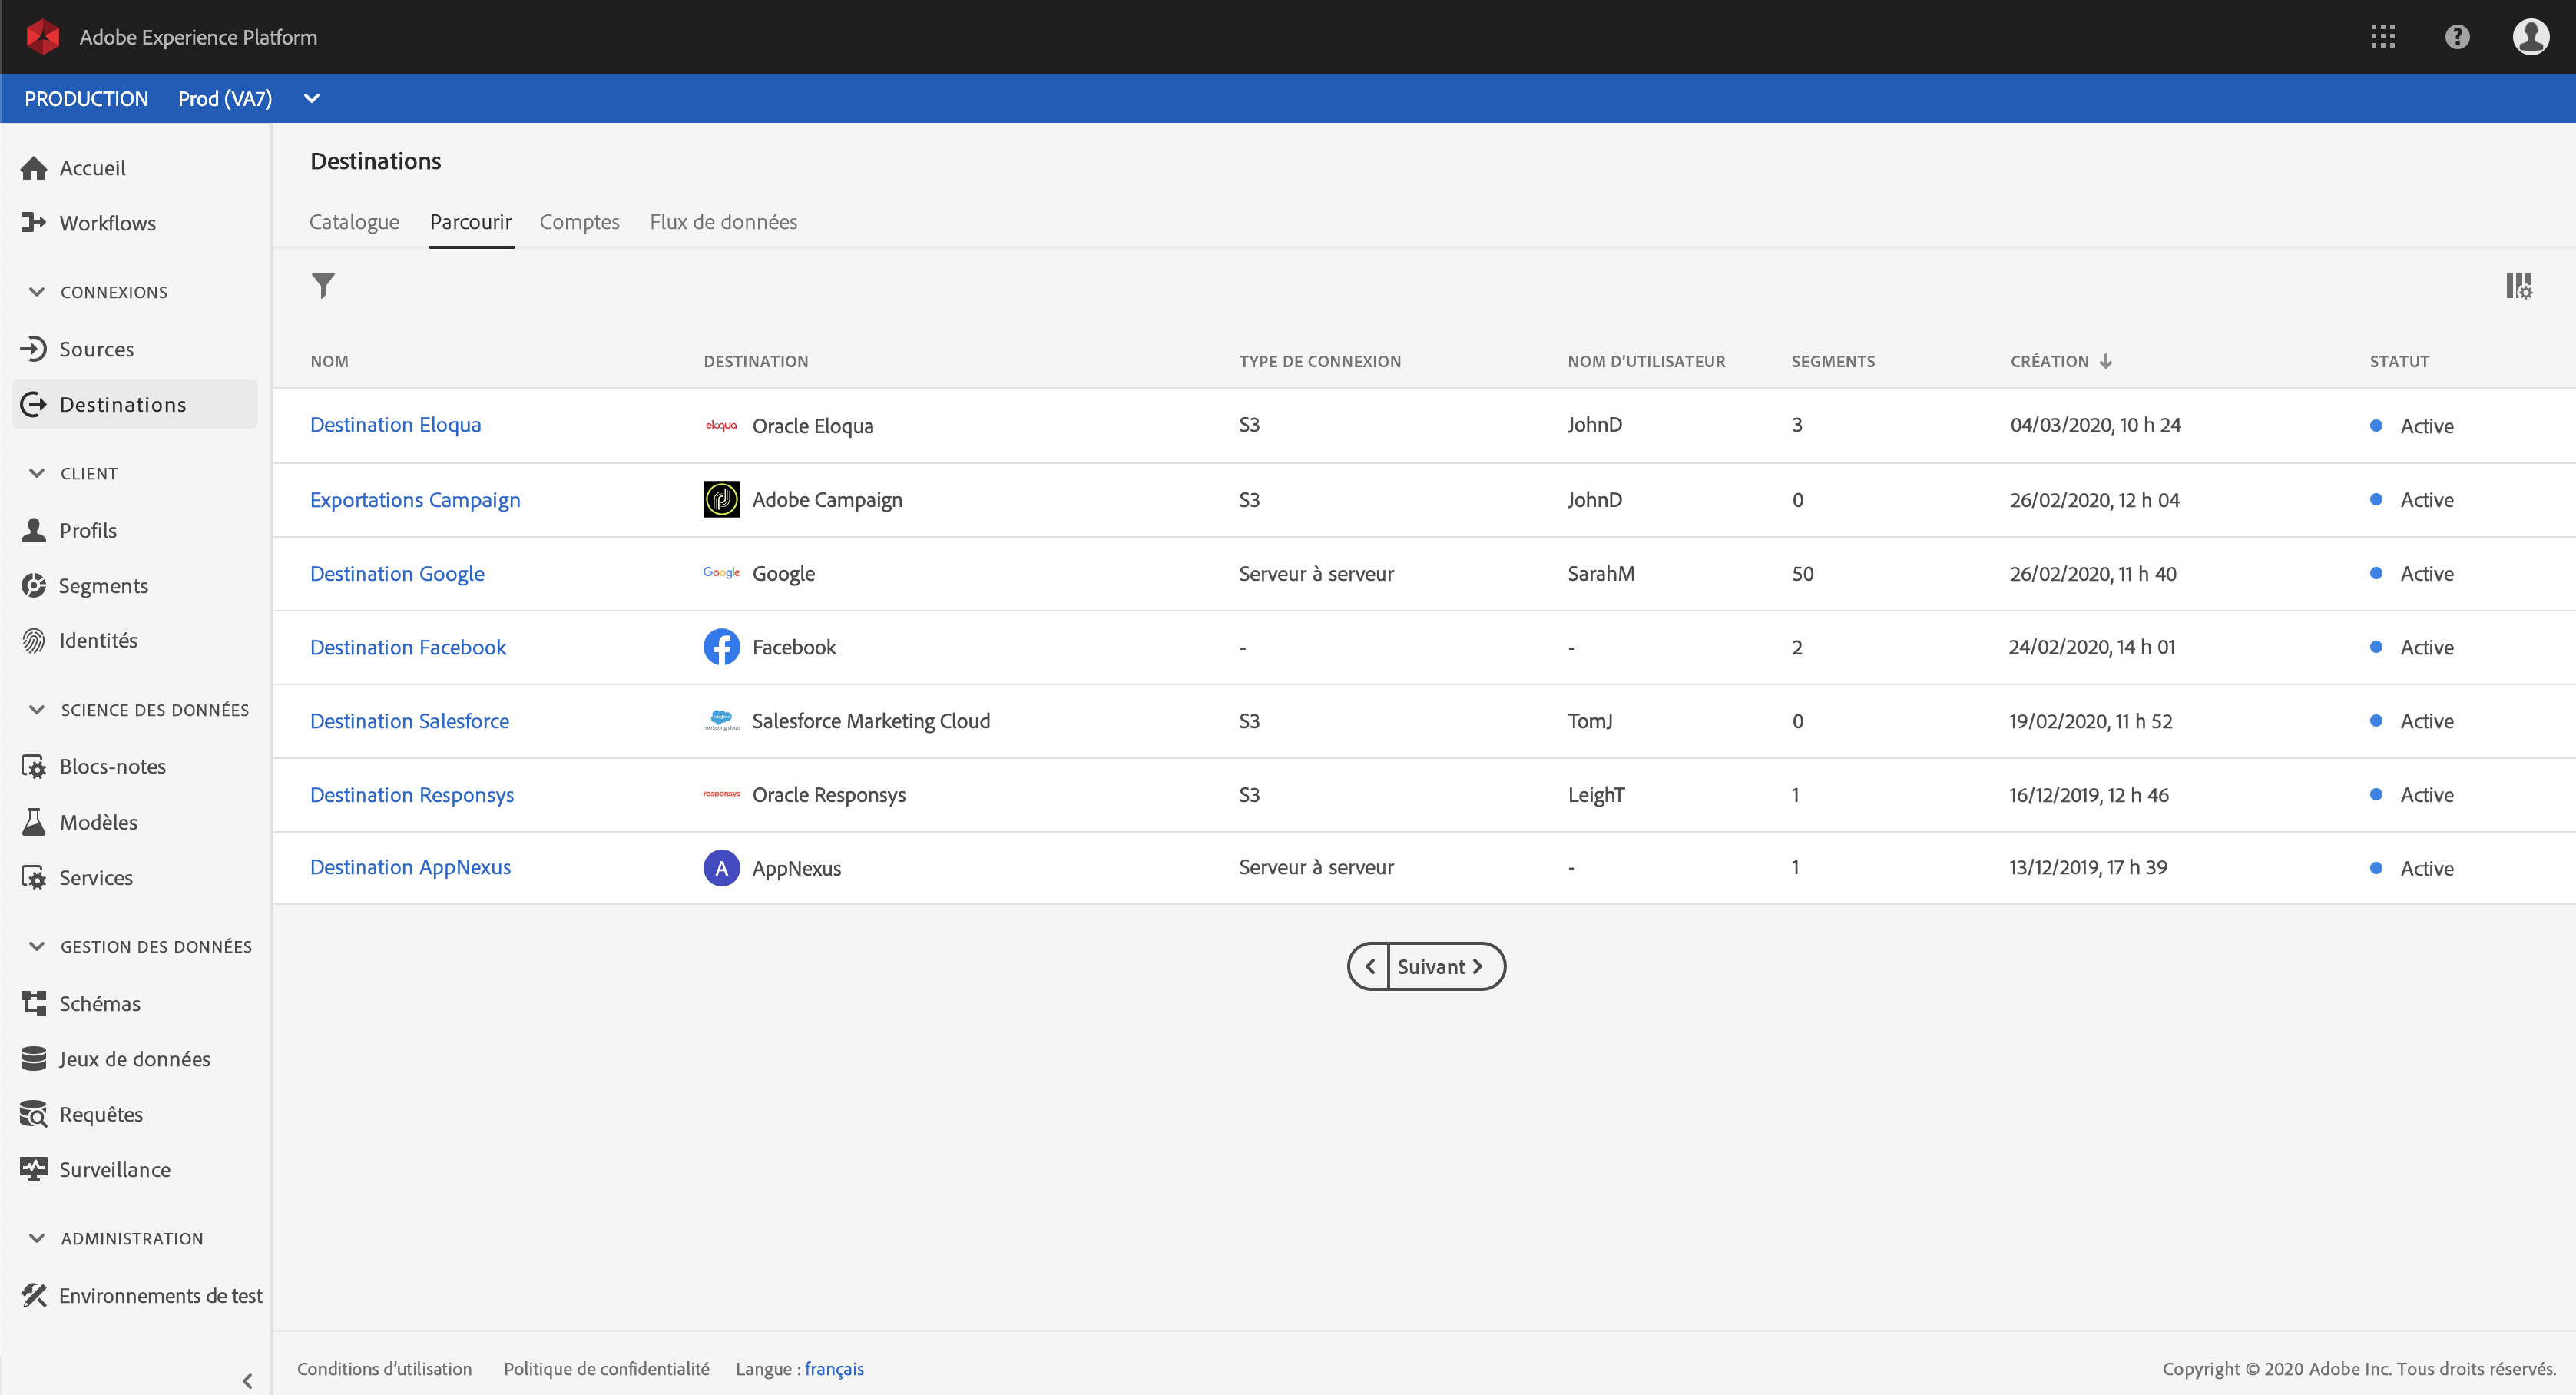 Adobe Experience Platform
PRODUCTION Prod (VA7)
Accueil
Workflows
CONNEXIONS
Sources
Destinations
CLIENT
Profils
Segments
Identités
SCIENCE DES DONNÉES
Blocs-notes
Modèles
Services
GESTION DES DONNÉES
Schémas
Jeux de données
Requêtes
Surveillance
ADMINISTRATION
Environnements de test
Destinations
Catalogue Parcourir Comptes Flux de données
NOM DESTINATION TYPE DE CONNEXION NOM D’UTILISATEUR SEGMENTS CRÉATION STATUT
Destination Eloqua eloqua Oracle Eloqua S3 JohnD 3 04/03/2020, 10 h 24 Active
Exportations Campaign Adobe Campaign S3 JohnD 0 26/02/2020, 12 h 04 Active
Destination Google Google Google Serveur à serveur SarahM 50 26/02/2020, 11 h 40 Active
Destination Facebook Facebook - - 2 24/02/2020, 14 h 01 Active
Destination Salesforce marketing cloud Salesforce Marketing Cloud S3 TomJ 0 19/02/2020, 11 h 52 Active
Destination Responsys responsys Oracle Responsys S3 LeighT 1 16/12/2019, 12 h 46 Active
Destination AppNexus A AppNexus Serveur à serveur - 1 13/12/2019, 17 h 39 Active
Suivant
Conditions d’utilisation Politique de confidentialité Langue : français Copyright © 2020 Adobe Inc. Tous droits réservés.